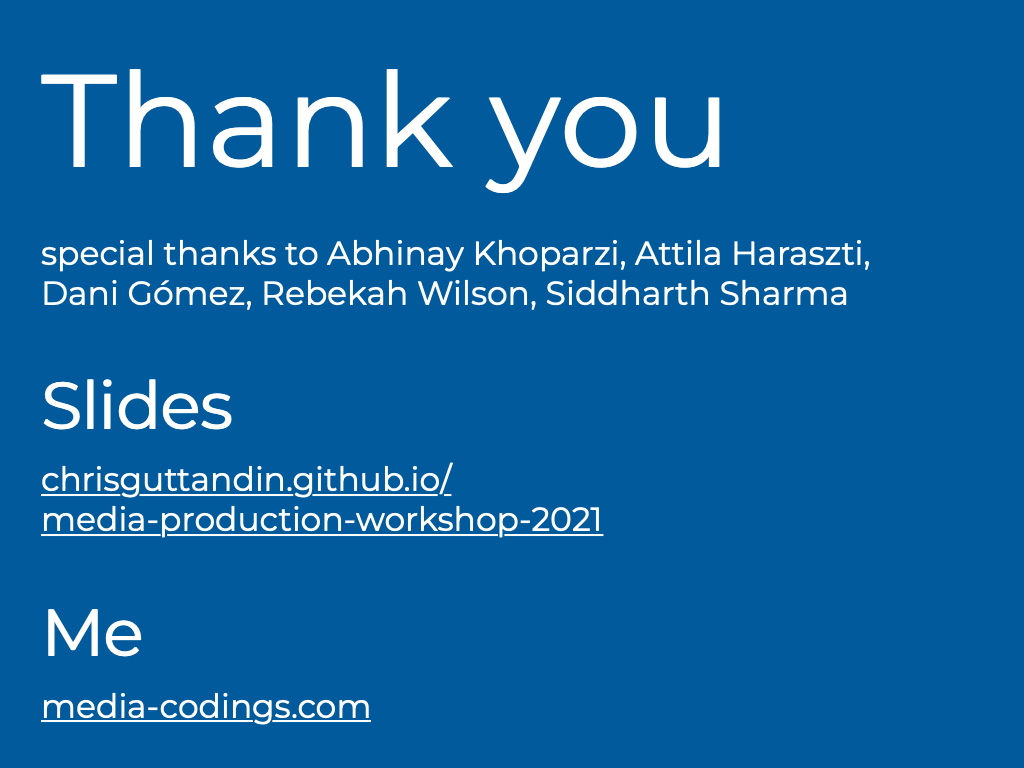 Thank you
special thanks to Abhinay Khoparzi, Attila Haraszti,
Dani Gómez, Rebekah Wilson, Siddharth Sharma
Slides
chrisguttandin.github.io/
media-production-workshop-2021
Me
media-codings.com